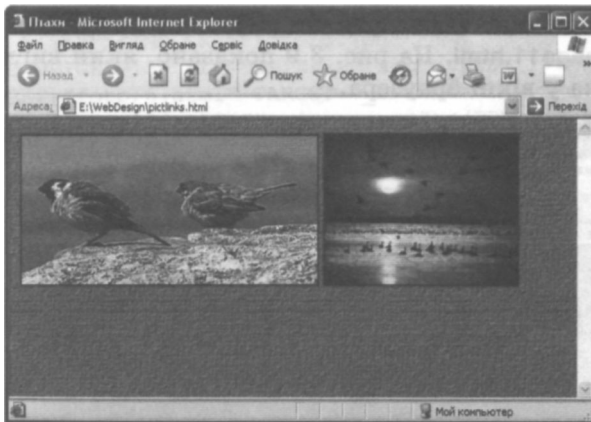 Птахи - Microsoft Internet Explorer
Файл Правка Вигляд Обране Сервіс Довідка
Назад Пошук Обране
Адреса: E:\WebDesign\pictlinks.html Перехід
Мой компьютер